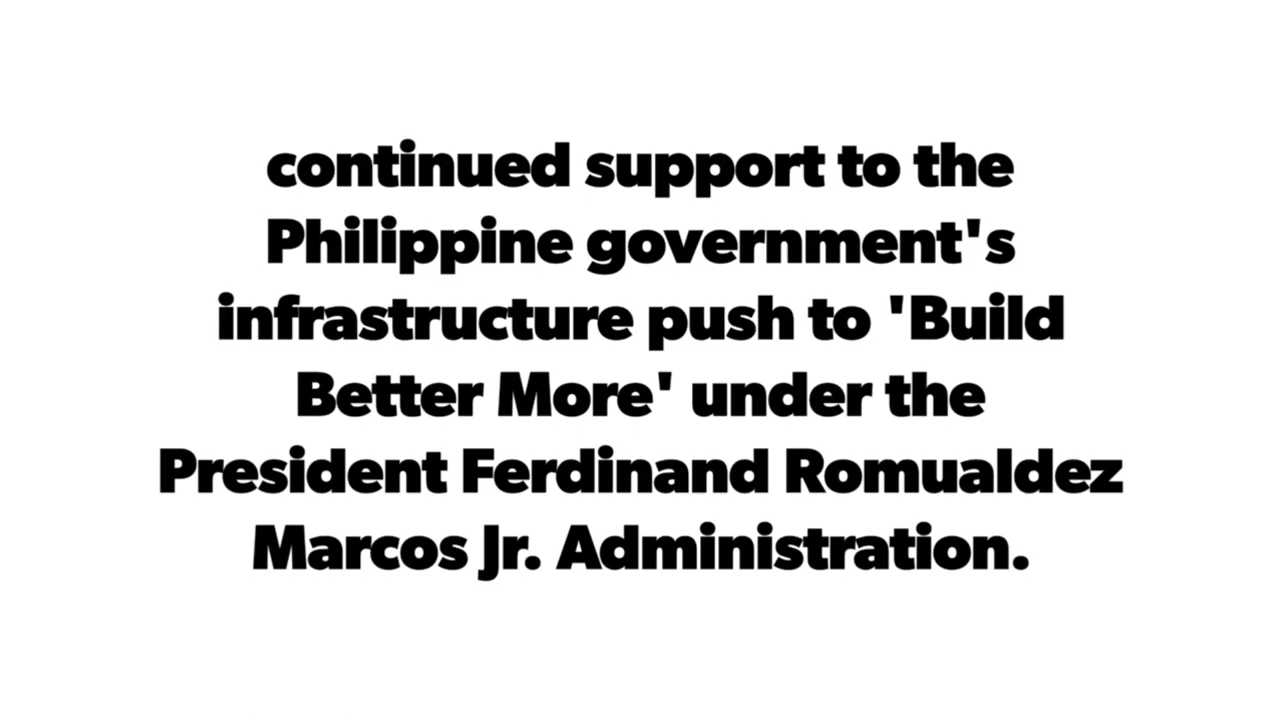 continued support to the
Philippine government's
infrastructure push to 'Build
Better More' under the
President Ferdinand Romualdez
Marcos Jr. Administration.